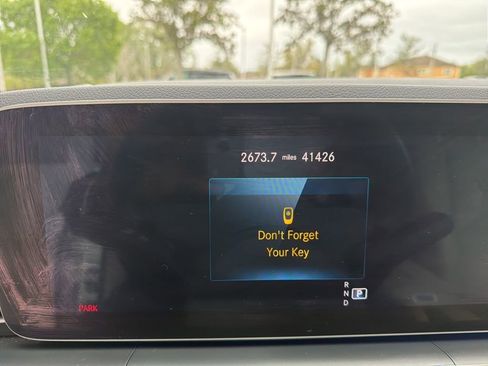 2673.7 miles 41426
Don't Forget
Your Key
R
N
P
D
PARK